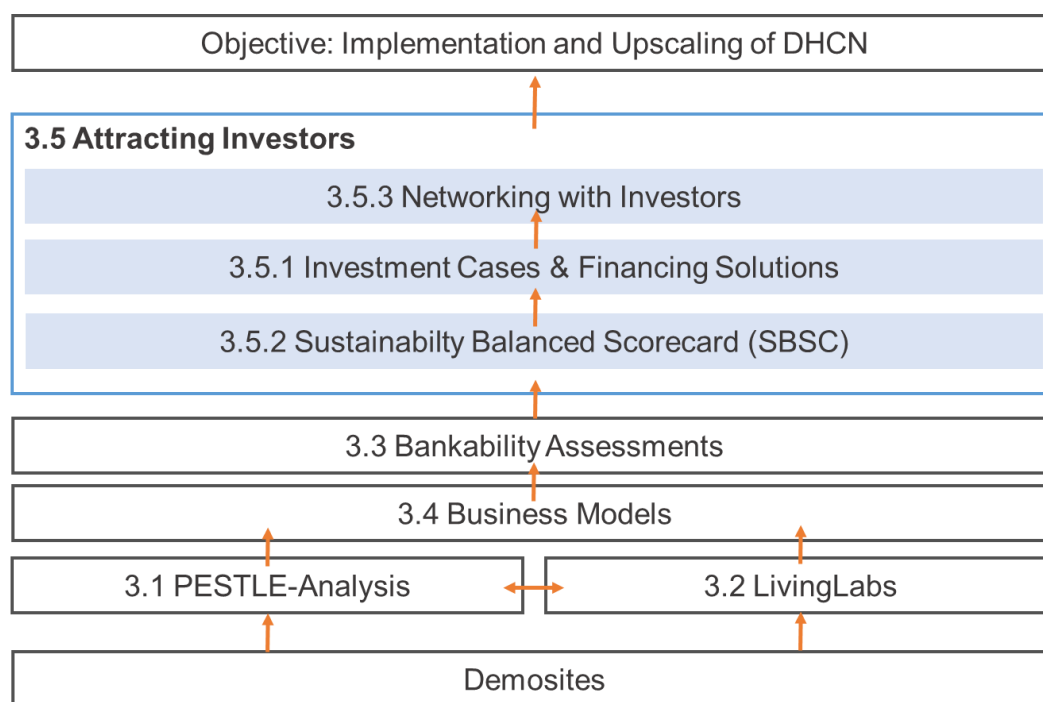 Objective: Implementation and Upscaling of DHCN
3.5 Attracting Investors
3.5.3 Networking with Investors
3.5.1 Investment Cases & Financing Solutions
3.5.2 Sustainabilty Balanced Scorecard (SBSC)
3.3 Bankability Assessments
3.4 Business Models
3.1 PESTLE-Analysis
3.2 LivingLabs
Demosites